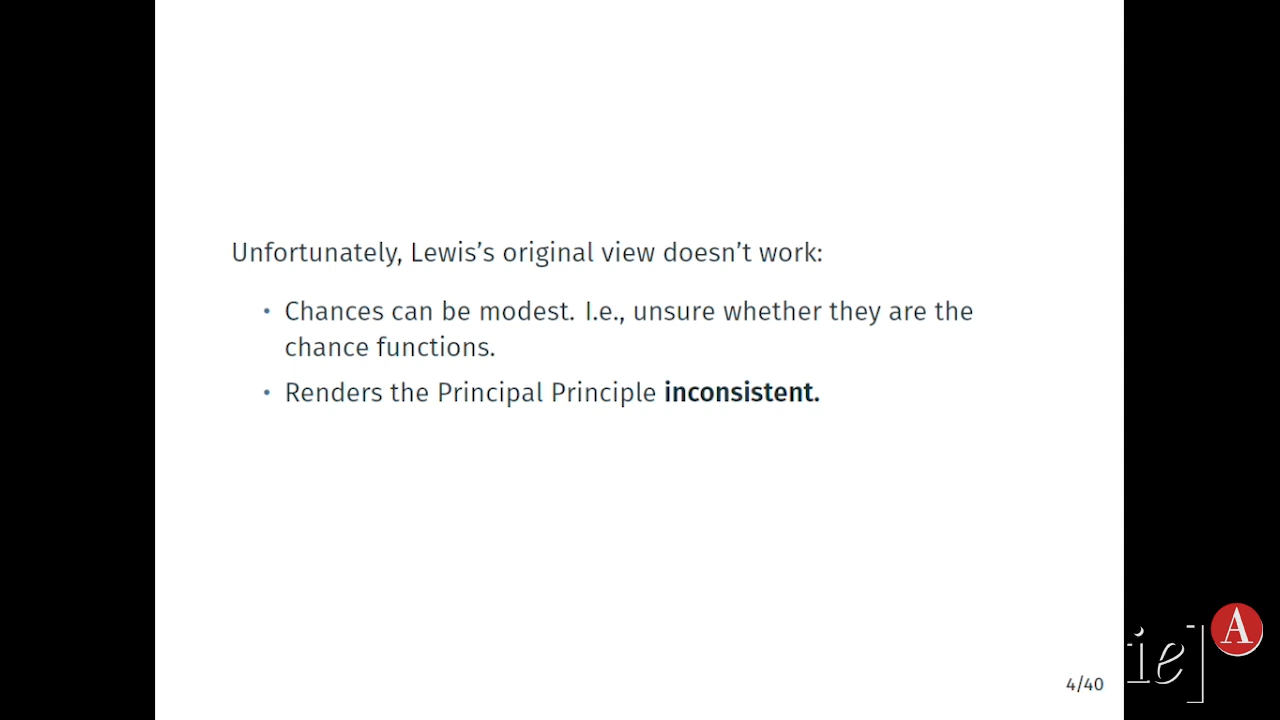 Unfortunately, Lewis’s original view doesn’t work:
• Chances can be modest. I.e., unsure whether they are the
chance functions.
• Renders the Principal Principle inconsistent.
4/40
ie]
A